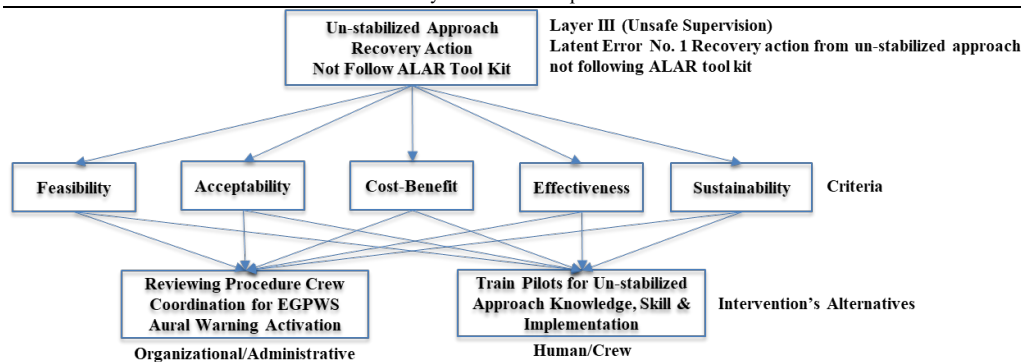 Un-stabilized Approach
Recovery Action
Not Follow ALAR Tool Kit
Layer III (Unsafe Supervision)
Latent Error No. 1 Recovery action from un-stabilized approach
not following ALAR tool kit
Feasibility
Acceptability
Cost-Benefit
Effectiveness
Sustainability
Criteria
Reviewing Procedure Crew
Coordination for EGPWS
Aural Warning Activation
Train Pilots for Un-stabilized
Approach Knowledge, Skill &
Implementation
Intervention's Alternatives
Organizational/Administrative
Human/Crew